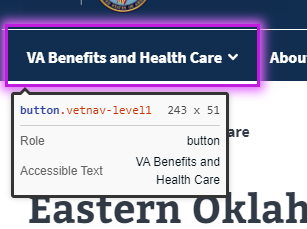 VA Benefits and Health Care
Abou
button.vetnav-level1 243 x 51
are
Role button
Accessible Text VA Benefits and
Health Care
Eastern Oklah